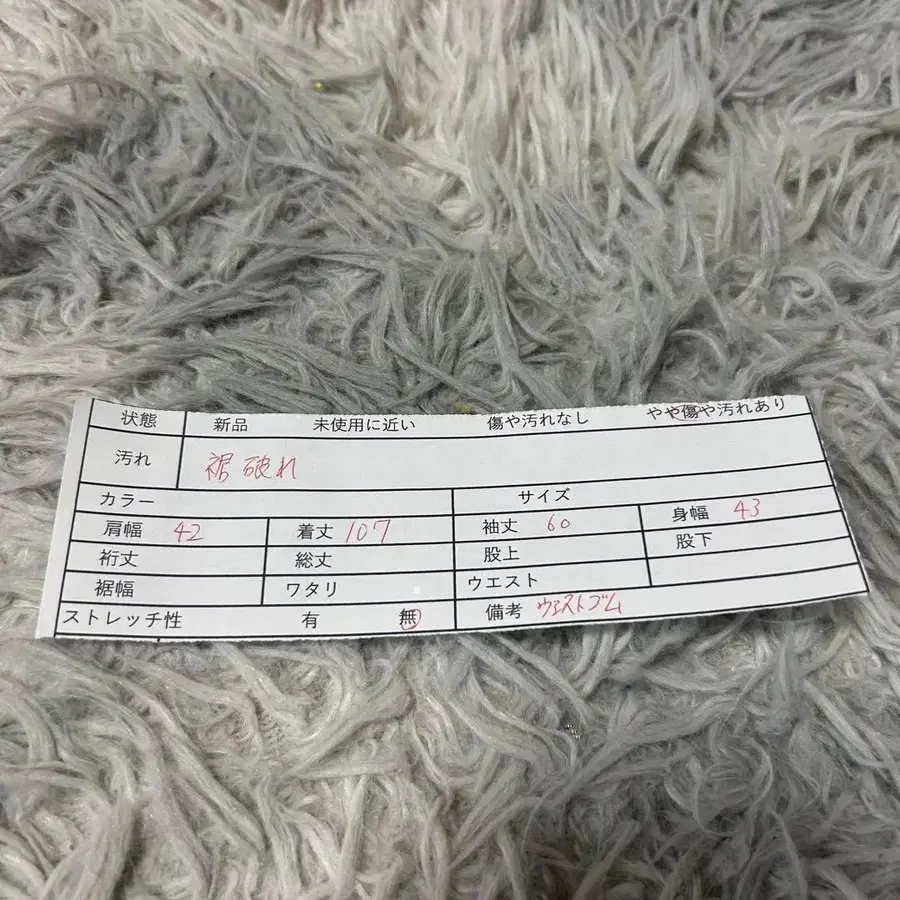 状態 新品 未使用に近い 傷や汚れなし やや傷や汚れあり
汚れ 裾破れ
カラー サイズ
肩幅 42 着丈 107 袖丈 60 身幅 43
裄丈 総丈 股上 股下
裾幅 ワタリ ウエスト
ストレッチ性 有 無 備考 ウエストゴム